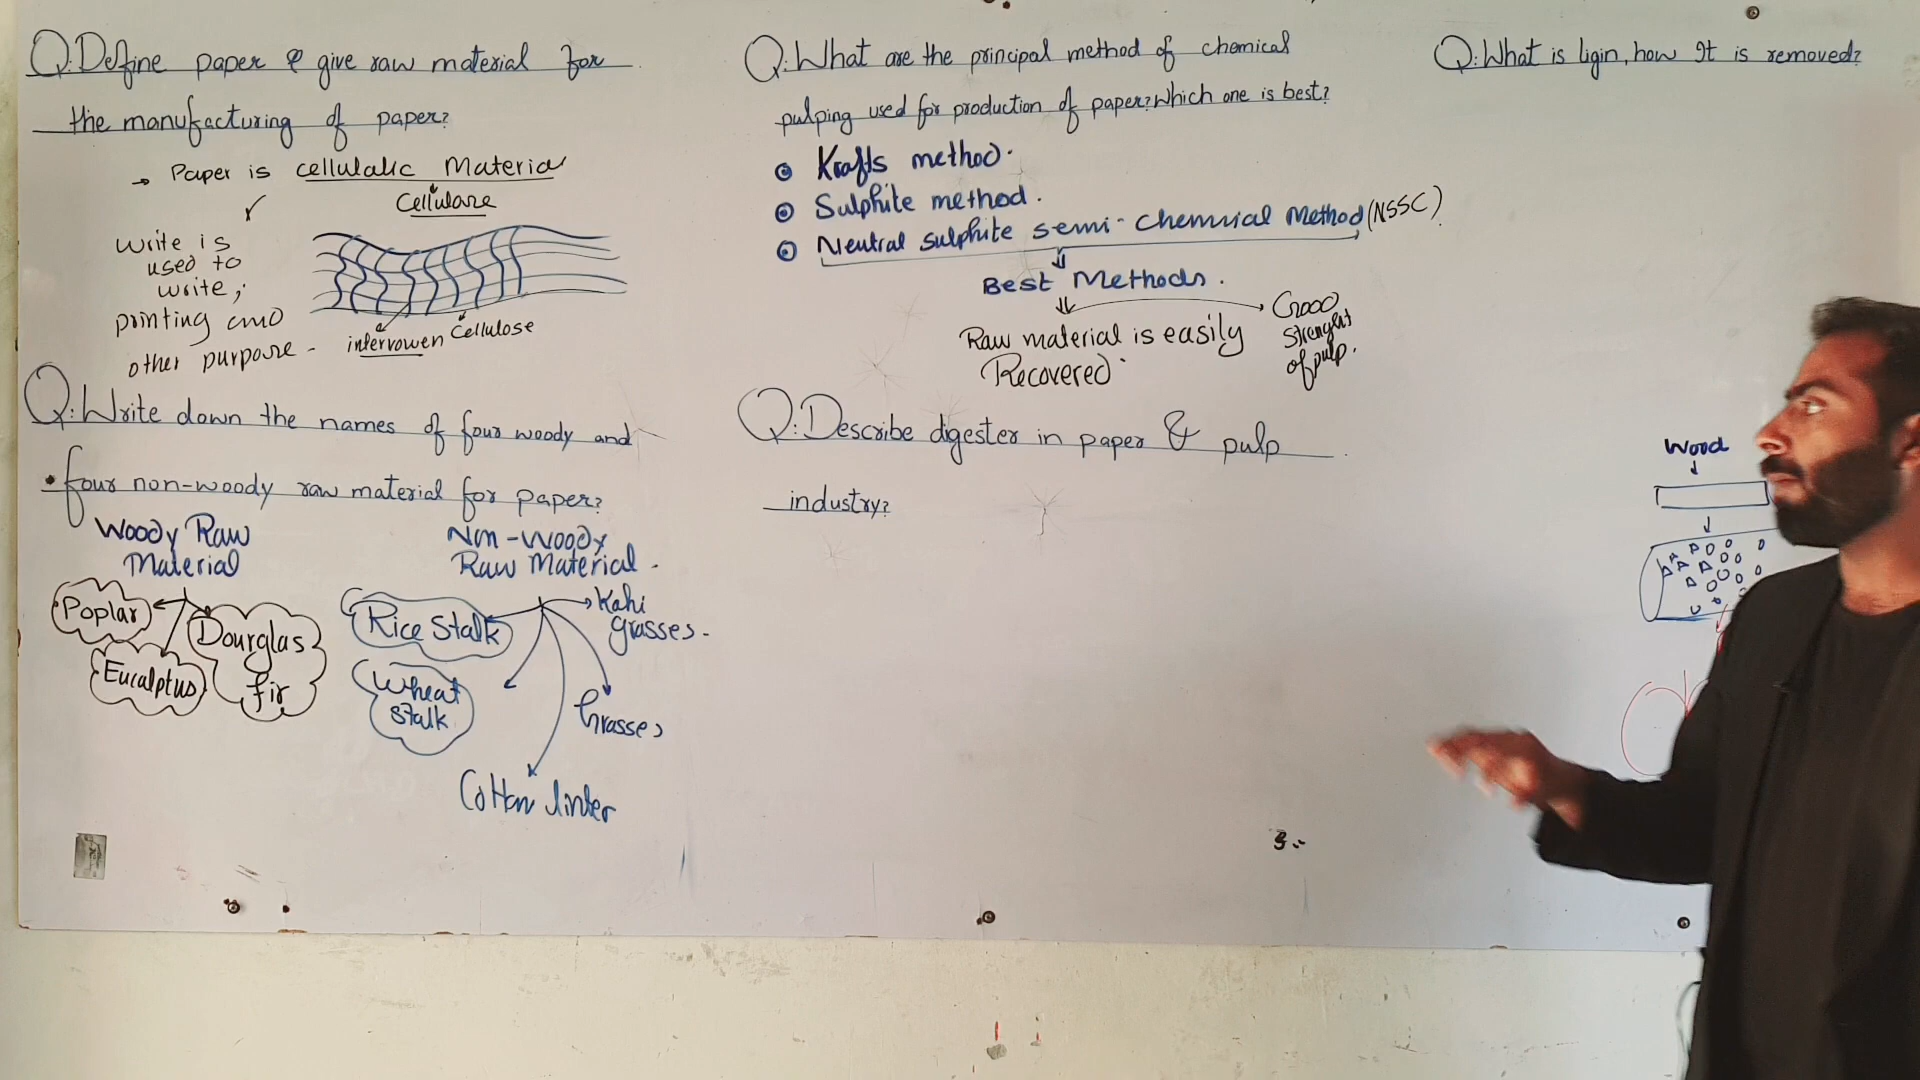 Q:Define paper & give raw material for
the manufacturing of paper?
→ Paper is cellulalic Material
Cellulose
Write is
used to
write,
printing and
other purpose -
interwowen Cellulose
Q:Write down the names of four woody and
four non-woody raw material for paper?
Woody Raw
Material
Poplar
Eucalptus
Dourglas
fir
Non-Woody
Raw Material.
Rice Stalk
Wheat
Stalk
Kahi
grasses-
Grasses
Cotton linter
Q:What are the principal method of chemical
pulping used for production of paper?Which one is best?
Krafts method.
Sulphite method.
Neutral sulphite semi-Chemical Method(NSSC)
Best Methods.
Raw material is easily
Recovered
Good
strenght
of pulp.
Q:Describe digester in paper & pulp
industry?
Q:What is ligin, how It is removed?
Wood